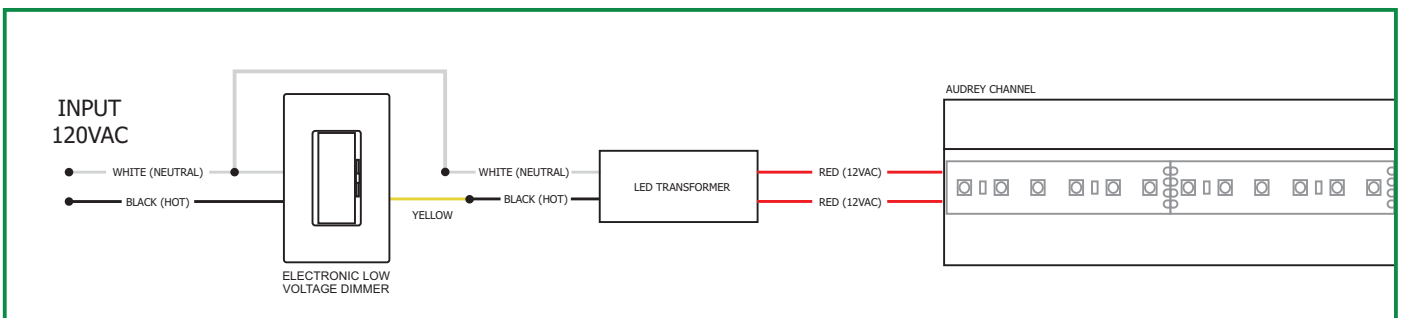 AUDREY CHANNEL
INPUT
120VAC
WHITE (NEUTRAL)
WHITE (NEUTRAL)
RED (12VAC)
LED TRANSFORMER
BLACK (HOT)
BLACK (HOT)
RED (12VAC)
YELLOW
ELECTRONIC LOW
VOLTAGE DIMMER